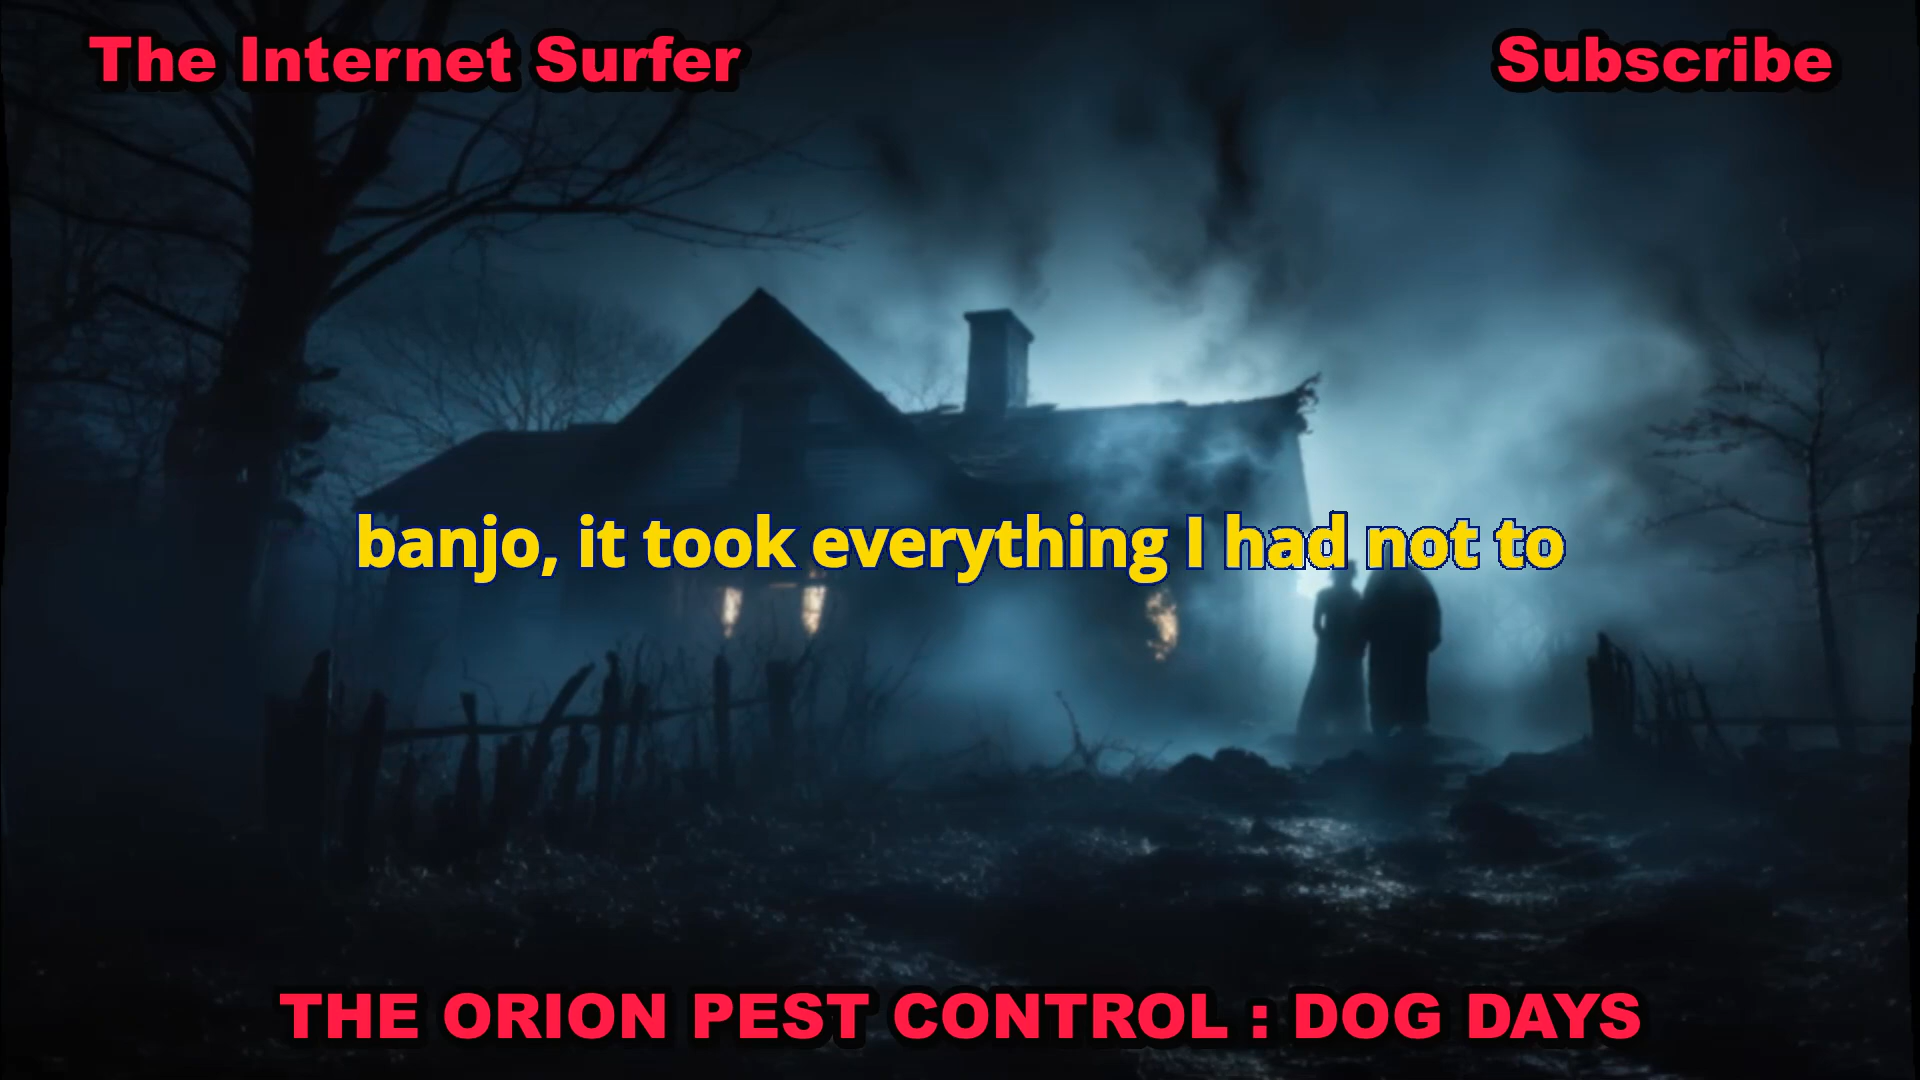 The Internet Surfer
Subscribe
banjo, it took everything I had not to
THE ORION PEST CONTROL : DOG DAYS